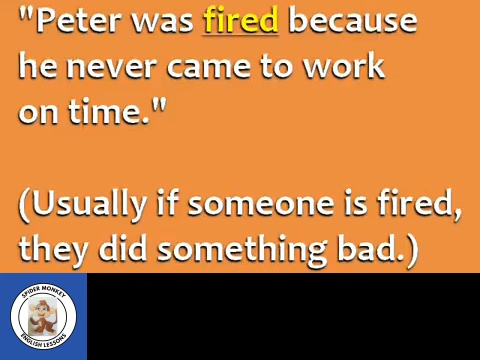 "Peter was fired because
he never came to work
on time."
(Usually if someone is fired,
they did something bad.)
SPIDER MONKEY
ENGLISH LESSONS